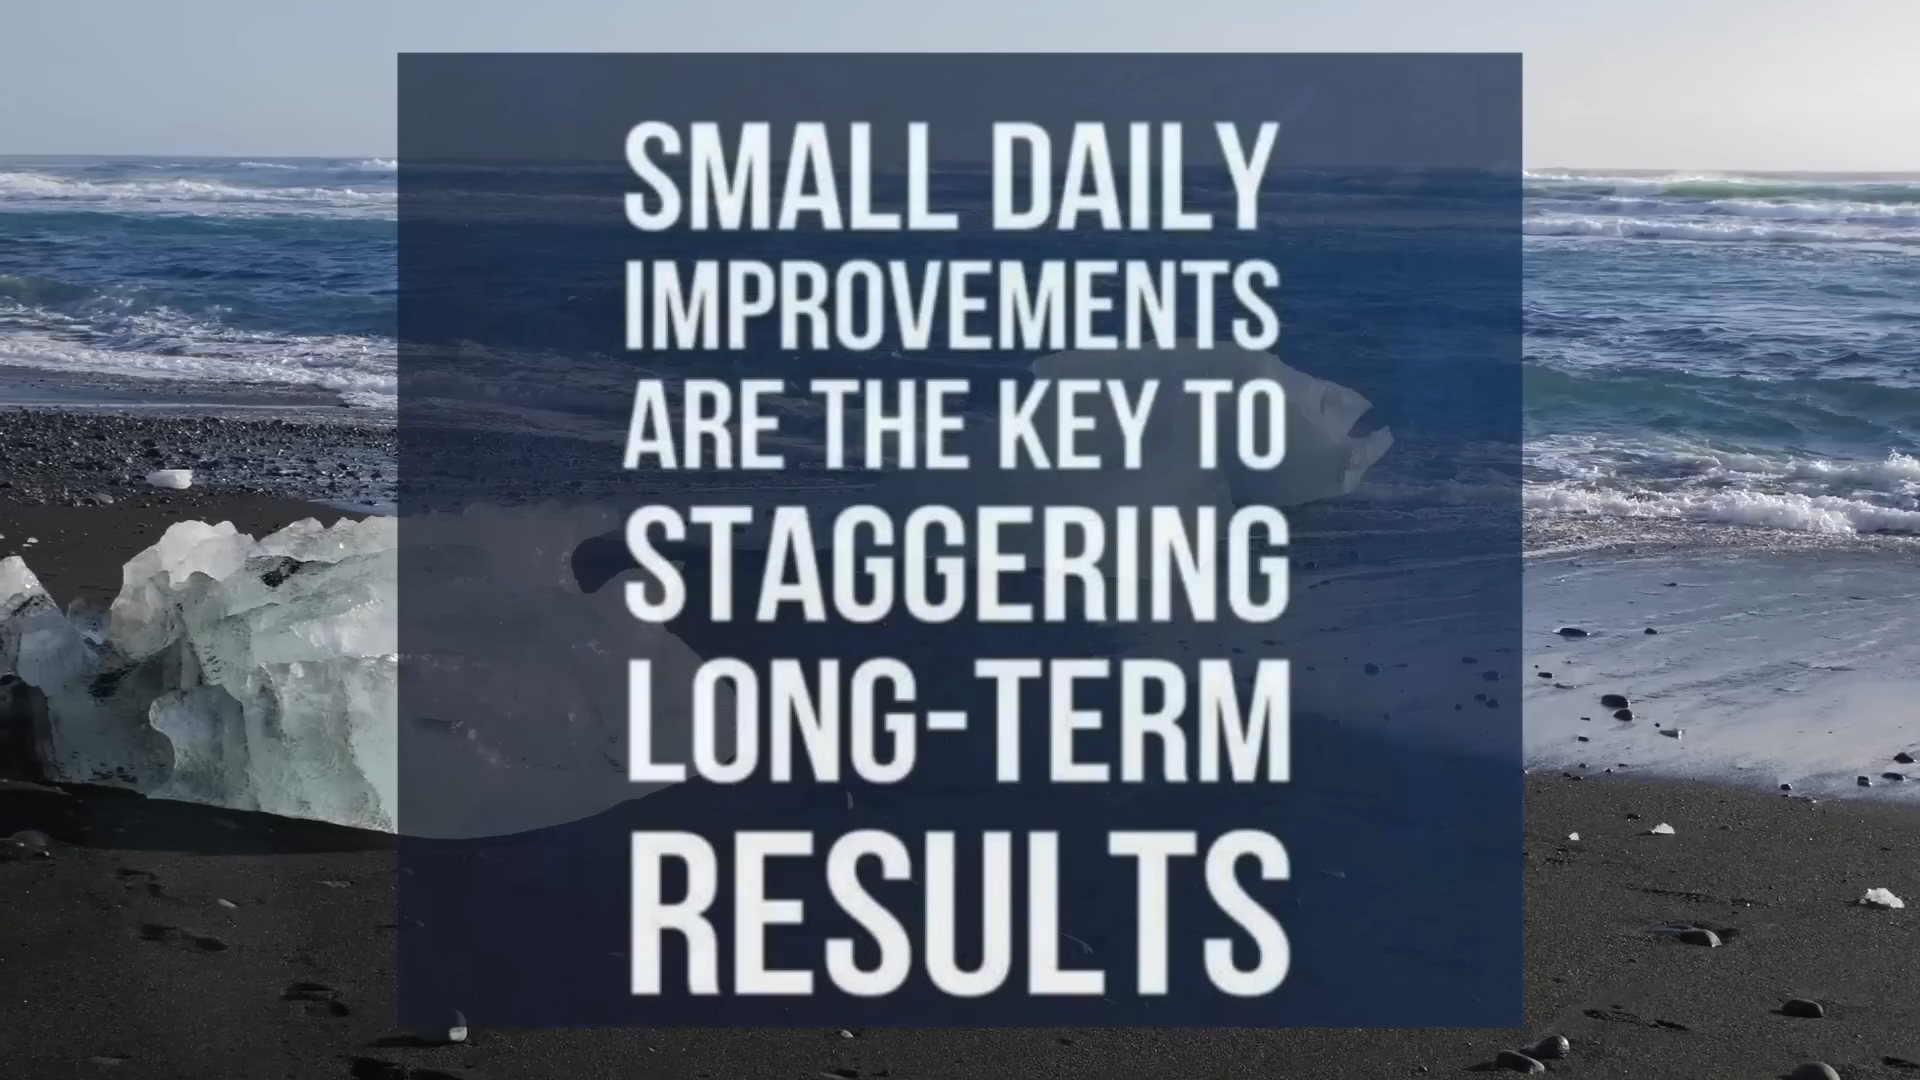 SMALL DAILY
IMPROVEMENTS
ARE THE KEY TO
STAGGERING
LONG-TERM
RESULTS